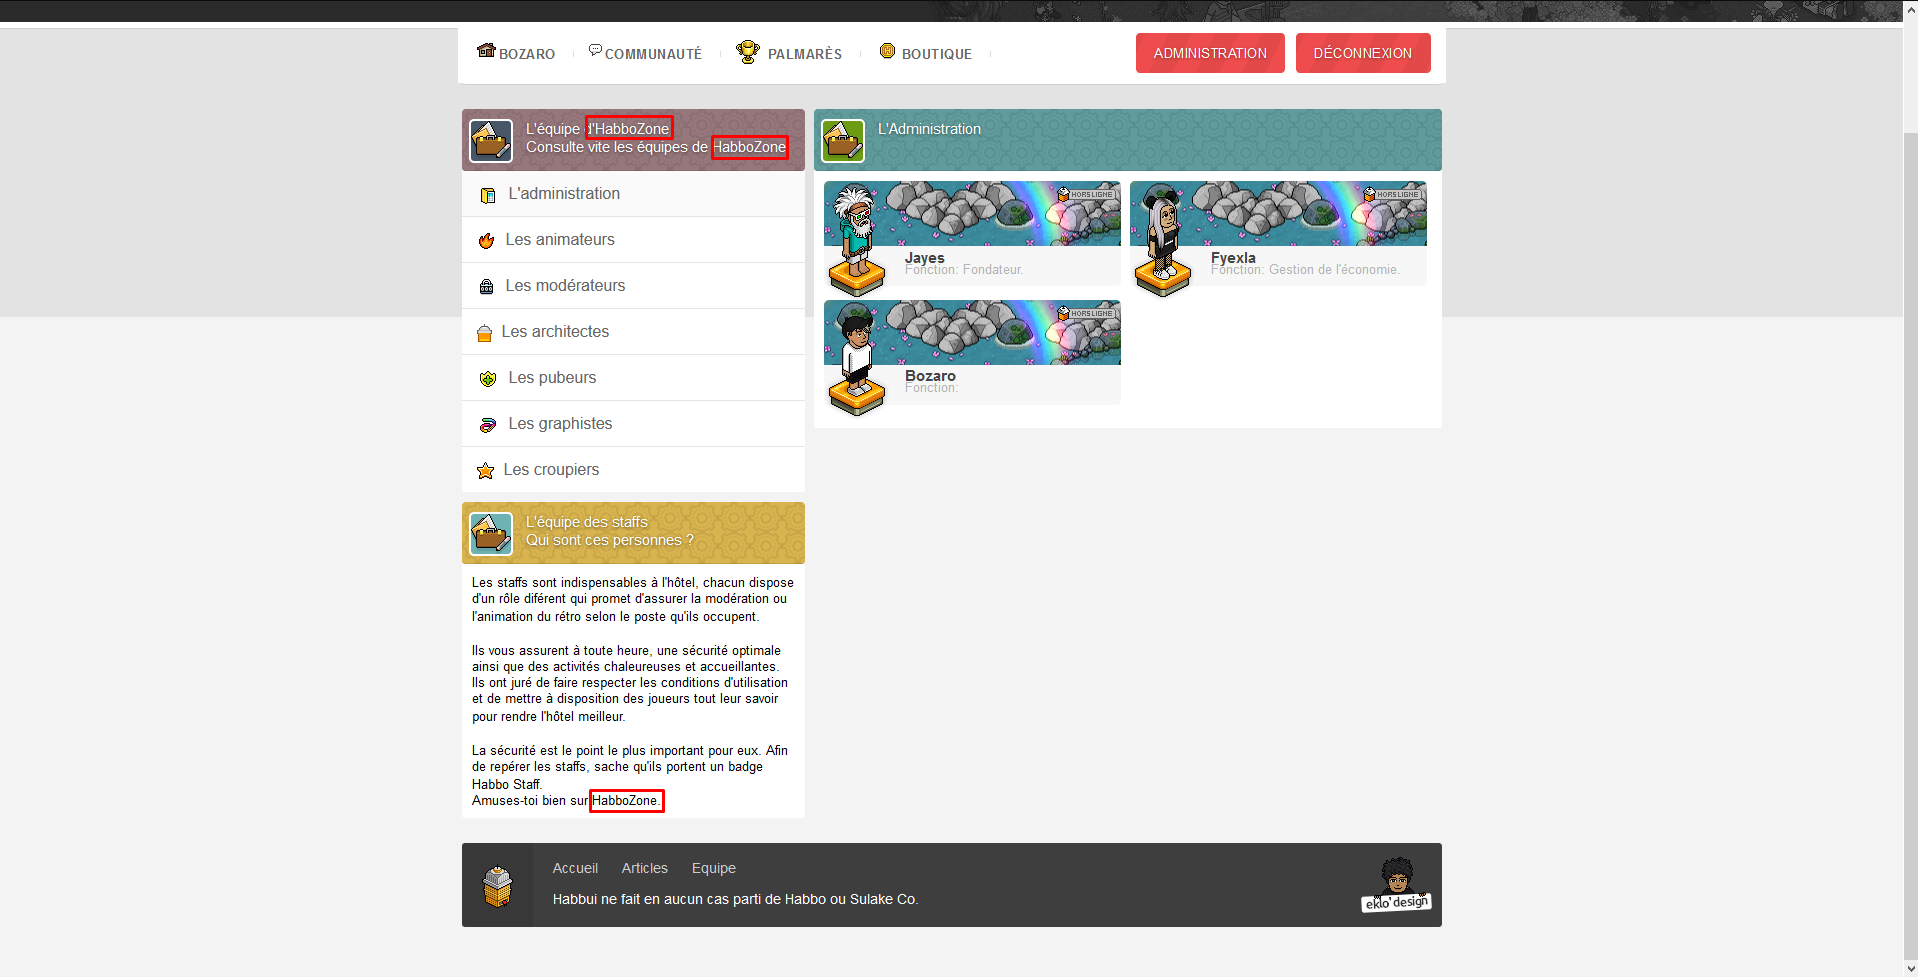 BOZARO
COMMUNAUTÉ
PALMARÈS
BOUTIQUE
ADMINISTRATION
DÉCONNEXION
L'équipe d'HabboZone
Consulte vite les équipes de HabboZone
L'administration
Les animateurs
Les modérateurs
Les architectes
Les pubeurs
Les graphistes
Les croupiers
L'équipe des staffs
Qui sont ces personnes ?
Les staffs sont indispensables à l'hôtel, chacun dispose
d'un rôle diférent qui promet d'assurer la modération ou
l'animation du rétro selon le poste qu'ils occupent.
Ils vous assurent à toute heure, une sécurité optimale
ainsi que des activités chaleureuses et accueillantes.
Ils ont juré de faire respecter les conditions d'utilisation
et de mettre à disposition des joueurs tout leur savoir
pour rendre l'hôtel meilleur.
La sécurité est le point le plus important pour eux. Afin
de repérer les staffs, sache qu'ils portent un badge
Habbo Staff.
Amuses-toi bien sur HabboZone.
L'Administration
HORS LIGNE
Jayes
Fonction: Fondateur.
HORS LIGNE
Fyexla
Fonction: Gestion de l'économie.
HORS LIGNE
Bozaro
Fonction:
Accueil
Articles
Equipe
Habbui ne fait en aucun cas parti de Habbo ou Sulake Co.
eklo' design